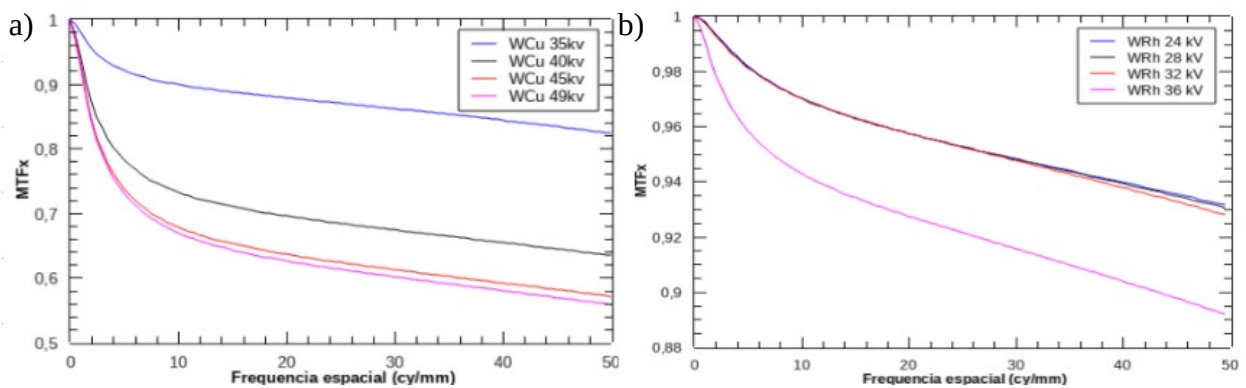 a)
WCu 35kv
WCu 40kv
WCu 45kv
WCu 49kv
1
0,9
0,8
0,7
0,6
0,5
MTFx
0
10
20
30
40
50
Frequencia espacial (cy/mm)
b)
WRh 24 kV
WRh 28 kV
WRh 32 kV
WRh 36 kV
1
0,98
0,96
0,94
0,92
0,9
0,88
MTFx
0
10
20
30
40
50
Frequencia espacial (cy/mm)